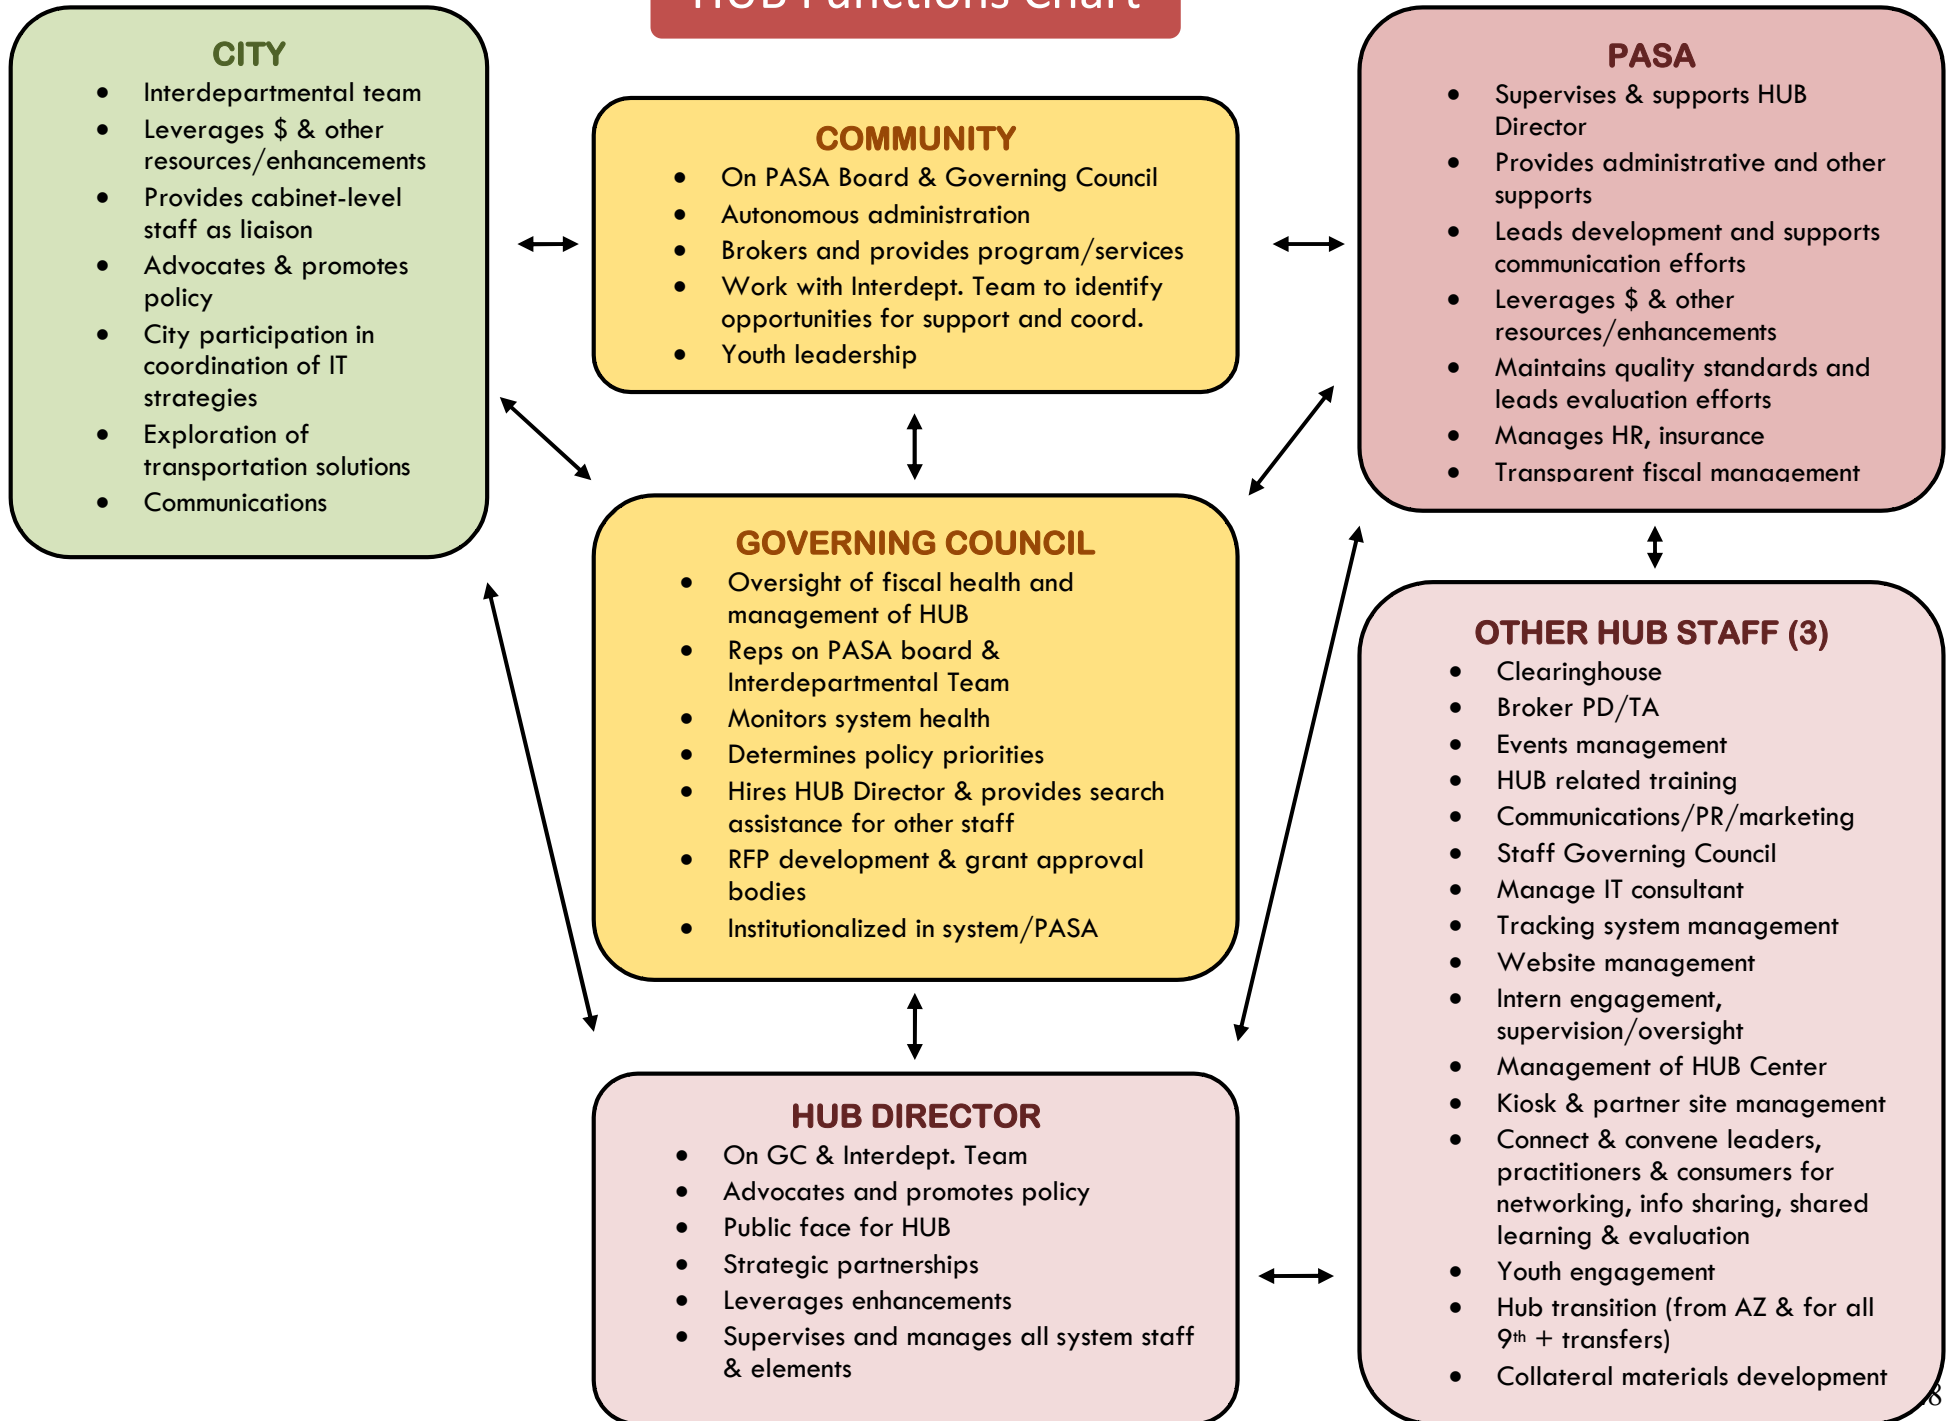 HUB Functions Chart
CITY
• Interdepartmental team
• Leverages $ & other
resources/enhancements
• Provides cabinet-level
staff as liaison
• Advocates & promotes
policy
• City participation in
coordination of IT
strategies
• Exploration of
transportation solutions
• Communications
COMMUNITY
• On PASA Board & Governing Council
• Autonomous administration
• Brokers and provides program/services
• Work with Interdept. Team to identify
opportunities for support and coord.
• Youth leadership
PASA
• Supervises & supports HUB
Director
• Provides administrative and other
supports
• Leads development and supports
communication efforts
• Leverages $ & other
resources/enhancements
• Maintains quality standards and
leads evaluation efforts
• Manages HR, insurance
• Transparent fiscal management
GOVERNING COUNCIL
• Oversight of fiscal health and
management of HUB
• Reps on PASA board &
Interdepartmental Team
• Monitors system health
• Determines policy priorities
• Hires HUB Director & provides search
assistance for other staff
• RFP development & grant approval
bodies
• Institutionalized in system/PASA
OTHER HUB STAFF (3)
• Clearinghouse
• Broker PD/TA
• Events management
• HUB related training
• Communications/PR/marketing
• Staff Governing Council
• Manage IT consultant
• Tracking system management
• Website management
• Intern engagement,
supervision/oversight
• Management of HUB Center
• Kiosk & partner site management
• Connect & convene leaders,
practitioners & consumers for
networking, info sharing, shared
learning & evaluation
• Youth engagement
• Hub transition (from AZ & for all
9th + transfers)
• Collateral materials development
HUB DIRECTOR
• On GC & Interdept. Team
• Advocates and promotes policy
• Public face for HUB
• Strategic partnerships
• Leverages enhancements
• Supervises and manages all system staff
& elements